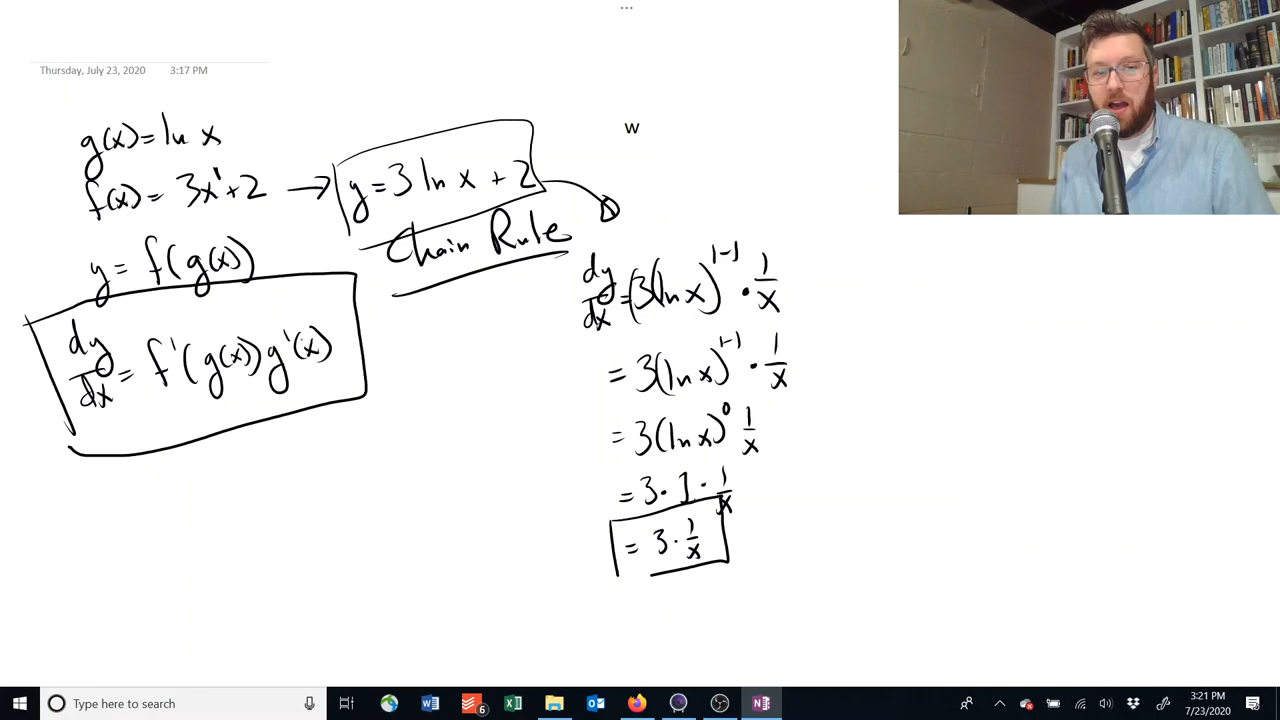 Thursday, July 23, 2020 3:17 PM
g(x) = ln x
f(x) = 3x¹+2 → y = 3 ln x + 2
Chain Rule
y = f(g(x))
dy/dx = f'(g(x)) g'(x)
w
dy/dx = (3(ln x)^1-1 · 1/x
= 3(ln x)^1-1 · 1/x
= 3(ln x)^0 1/x
= 3 · 1 · 1/x
= 3 · 1/x
Type here to search
6
3:21 PM
7/23/2020